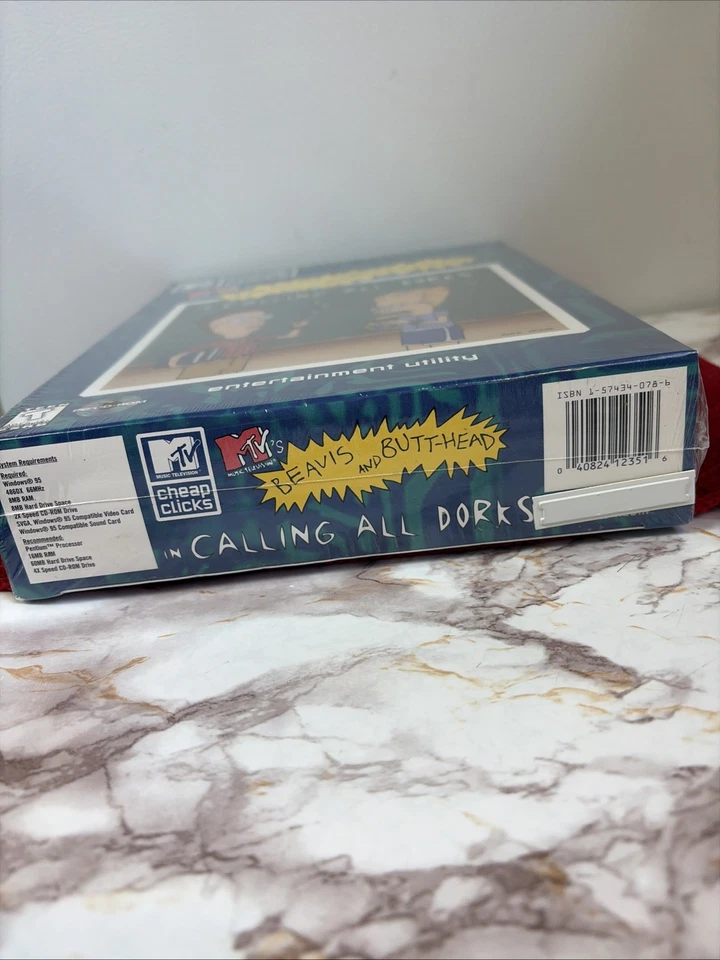 entertainment utility
System Requirements
Required:
Windows® 95
486DX 66MHz
8MB RAM
8MB Hard Drive Space
2X Speed CD-ROM Drive
SVGA, Windows® 95 Compatible Video Card
Windows® 95 Compatible Sound Card
Recommended:
Pentium™ Processor
16MB RAM
60MB Hard Drive Space
4X Speed CD-ROM Drive
MTV
MUSIC TELEVISION®
cheap
clicks
MTV's
MUSIC TELEVISION®
BEAVIS AND BUTT-HEAD
IN CALLING ALL DORKS
ISBN 1-57434-078-6
0 40824 12351 6